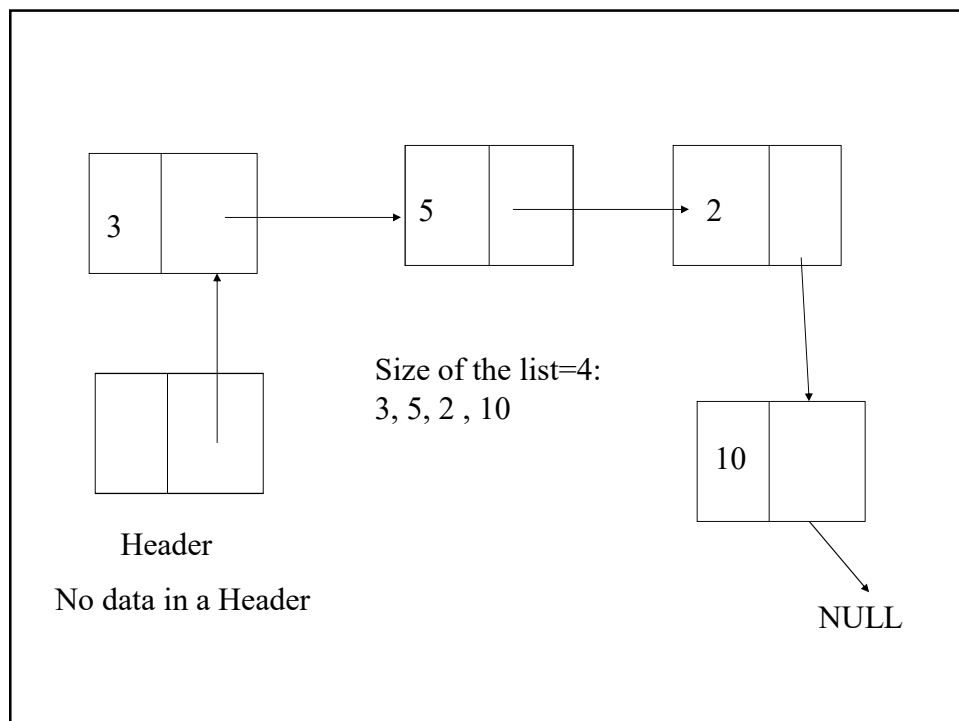 3
5
2
Size of the list=4:
3, 5, 2 , 10
10
Header
No data in a Header
NULL